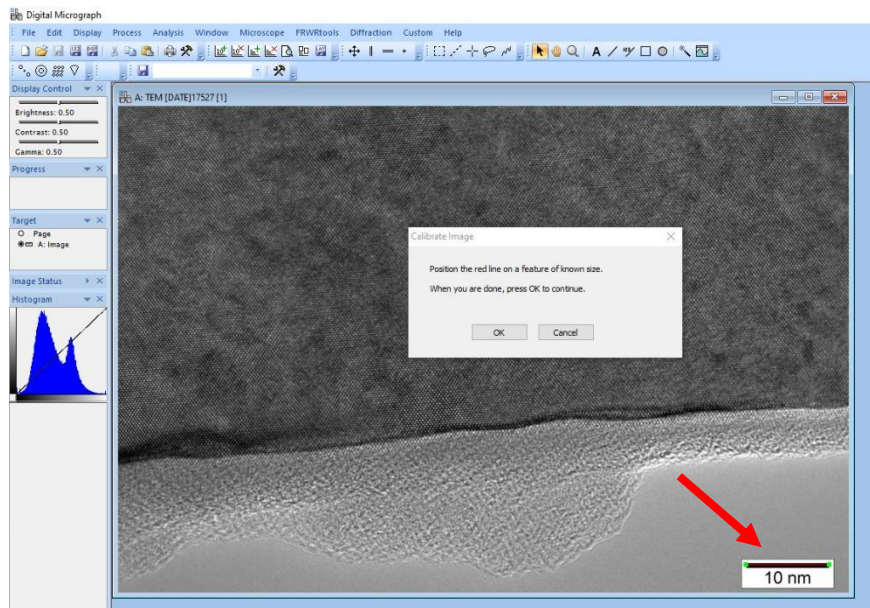 Digital Micrograph
File Edit Display Process Analysis Window Microscope FRWRtools Diffraction Custom Help
Display Control
Brightness: 0.50
Contrast: 0.50
Gamma: 0.50
Progress
Target
Page
A: Image
Image Status
Histogram
A: TEM [DATE]17527 [1]
Calibrate Image
Position the red line on a feature of known size.
When you are done, press OK to continue.
OK Cancel
10 nm